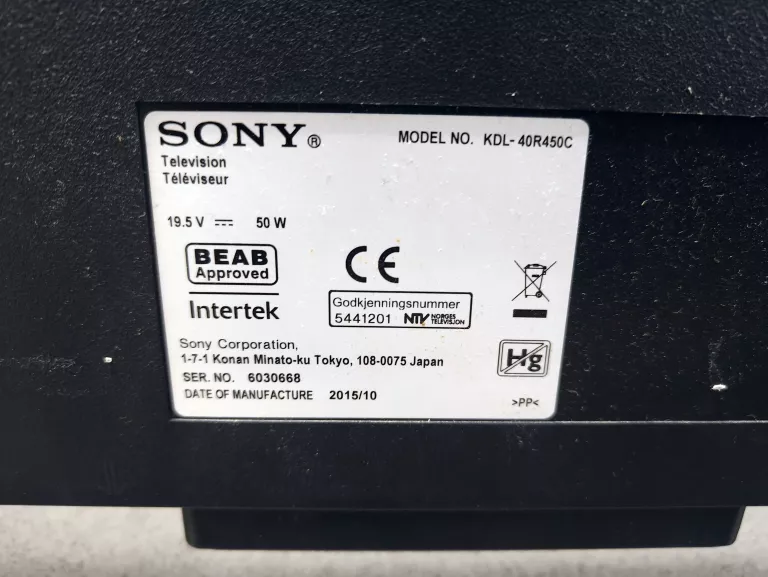 SONY®
MODEL NO. KDL-40R450C
Television
Téléviseur
19.5 V 50 W
BEAB
Approved
Intertek
CE
Godkjenningsnummer
5441201 NTV NORGES
TELEVISJON
Sony Corporation,
1-7-1 Konan Minato-ku Tokyo, 108-0075 Japan
Hg
SER. NO. 6030668
DATE OF MANUFACTURE 2015/10
>PP<